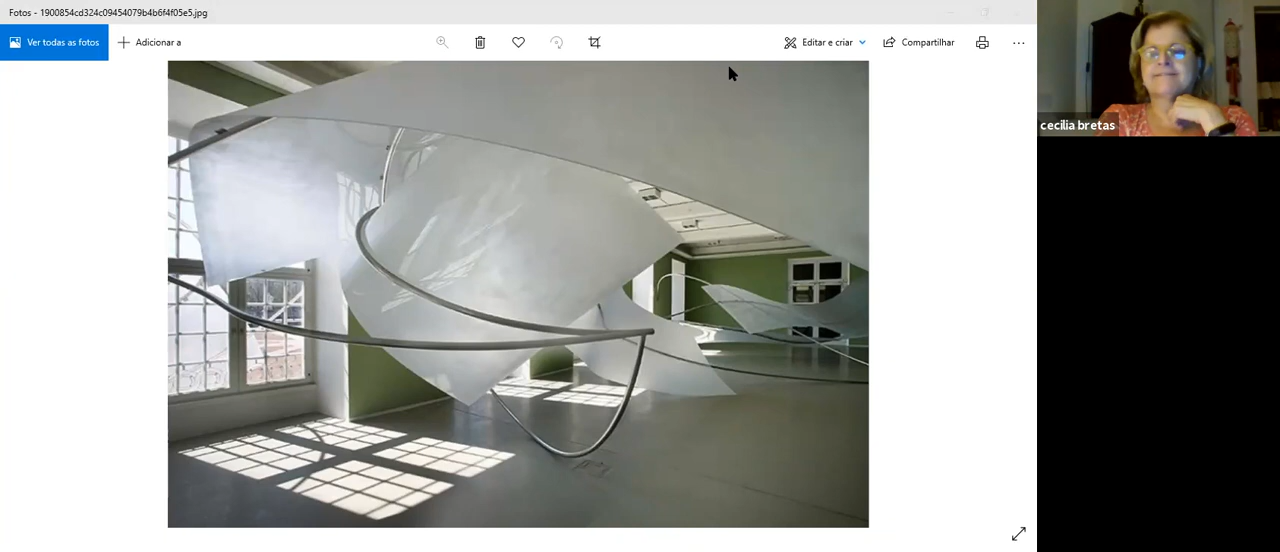 Fotos - 1900854cd324c09454079b4b6f4f05e5.jpg
Ver todas as fotos
Adicionar a
Editar e criar
Compartilhar
cecilia bretas